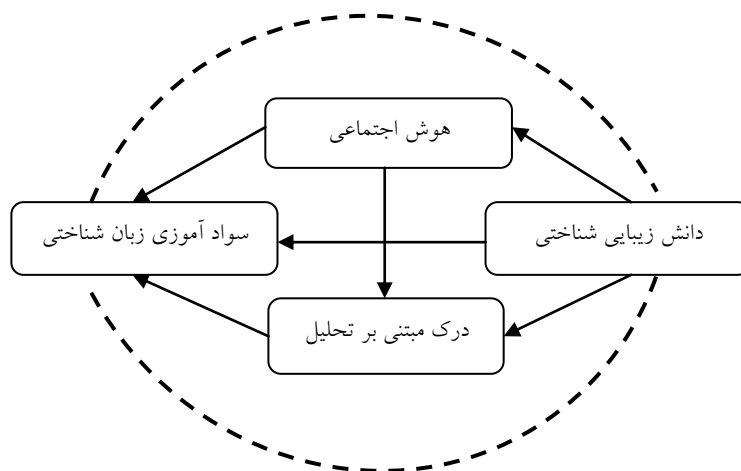 هوش اجتماعی
دانش زیبایی شناختی
سواد آموزی زبان شناختی
درک مبتنی بر تحلیل